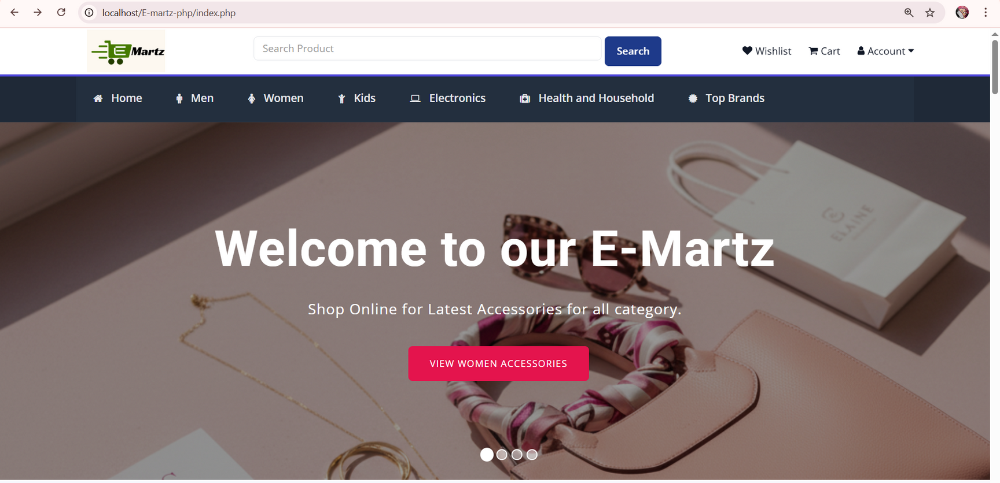 localhost/E-martz-php/index.php
E Martz
Search Product
Search
Wishlist
Cart
Account
Home
Men
Women
Kids
Electronics
Health and Household
Top Brands
ELAINE
Welcome to our E-Martz
Shop Online for Latest Accessories for all category.
VIEW WOMEN ACCESSORIES